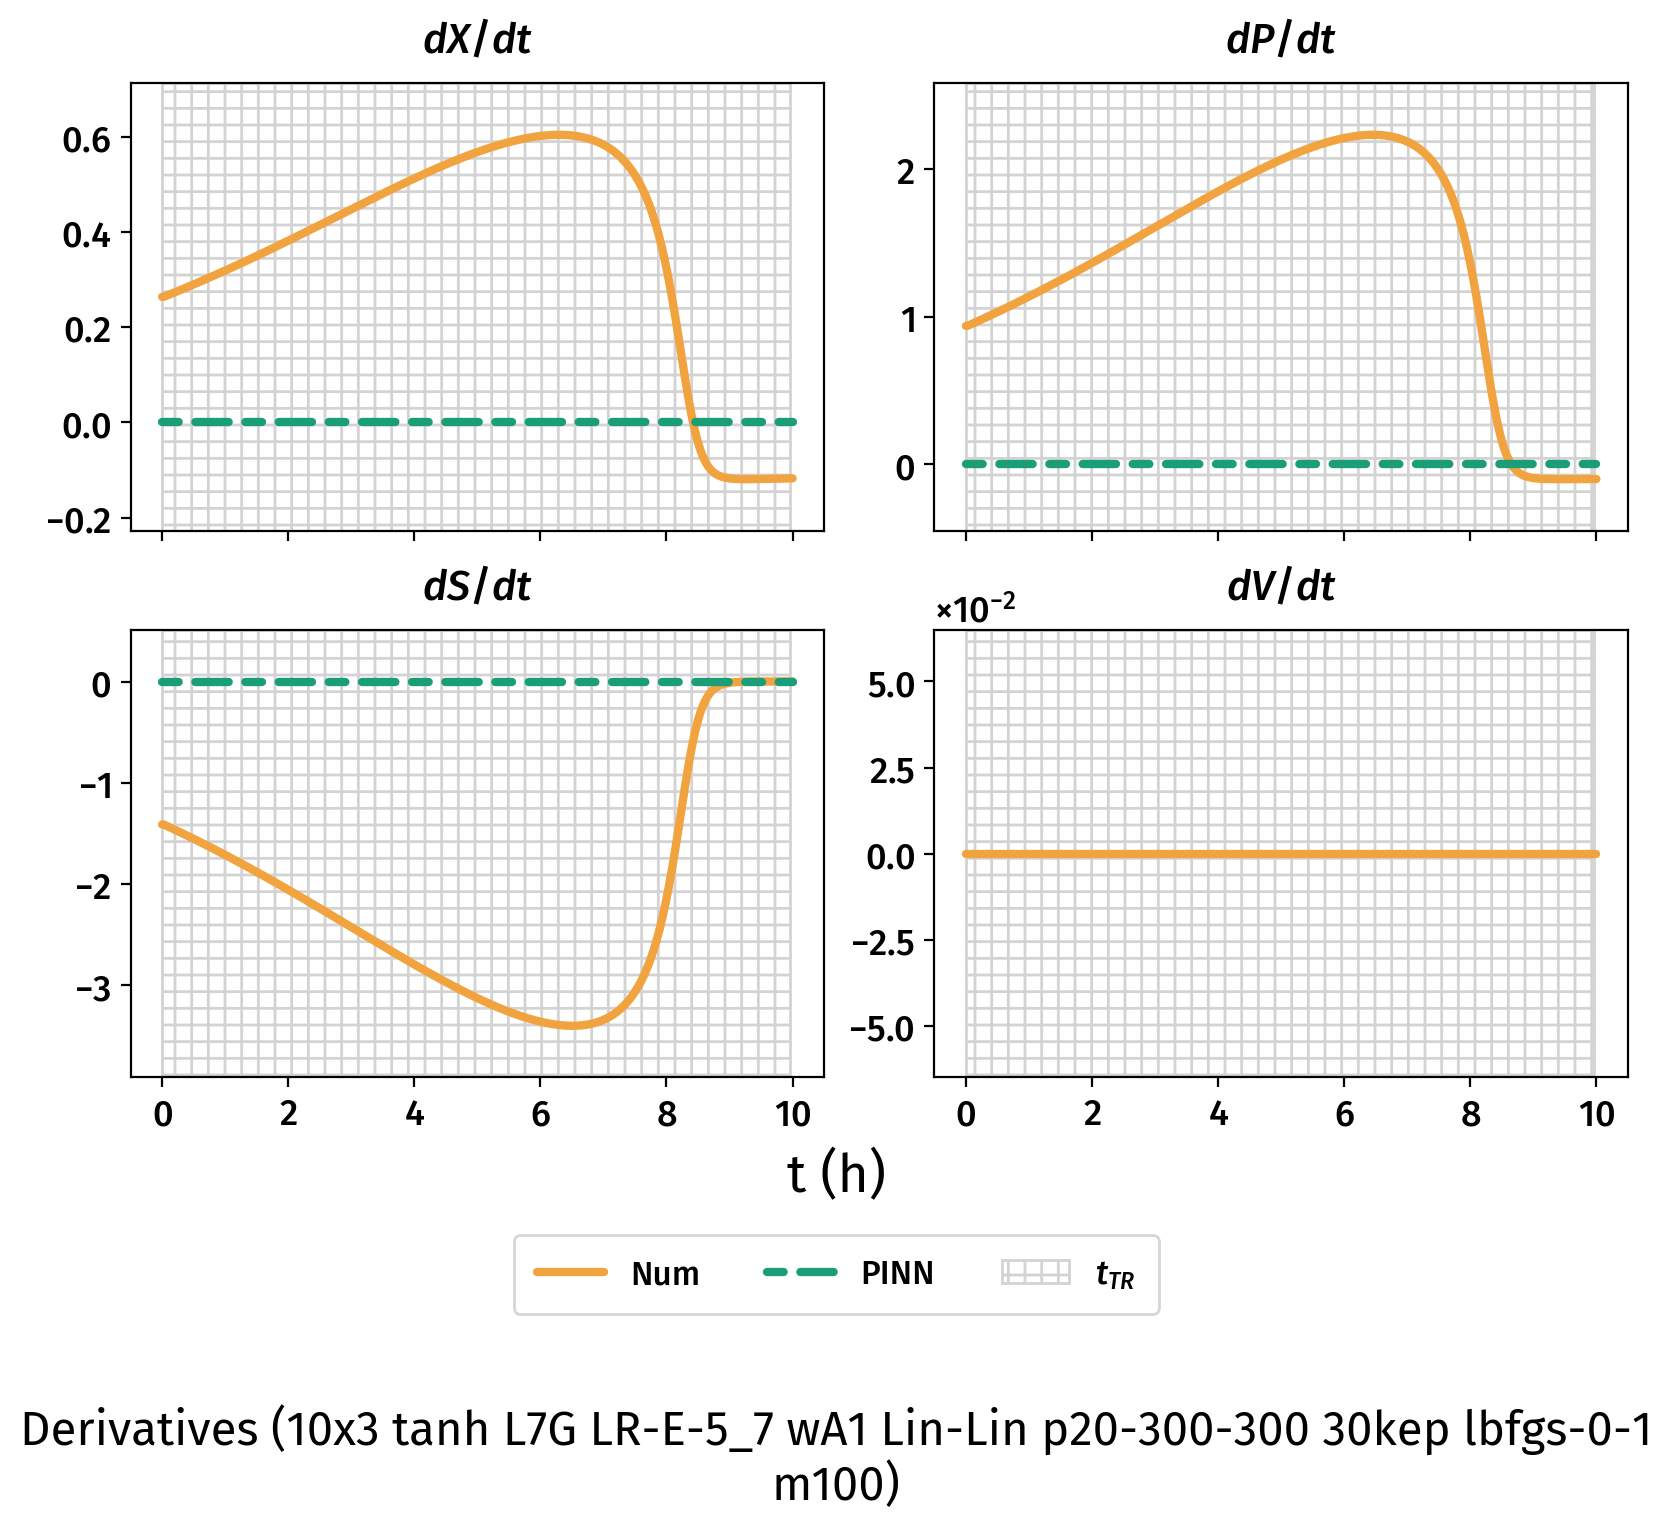 dX/dt
dP/dt
0.6
0.4
0.2
0.0
−0.2
2
1
0
dS/dt
dV/dt
×10⁻²
0
−1
−2
−3
5.0
2.5
0.0
−2.5
−5.0
0 2 4 6 8 10
0 2 4 6 8 10
t (h)
Num PINN t_TR
Derivatives (10x3 tanh L7G LR-E-5_7 wA1 Lin-Lin p20-300-300 30kep lbfgs-0-1
m100)